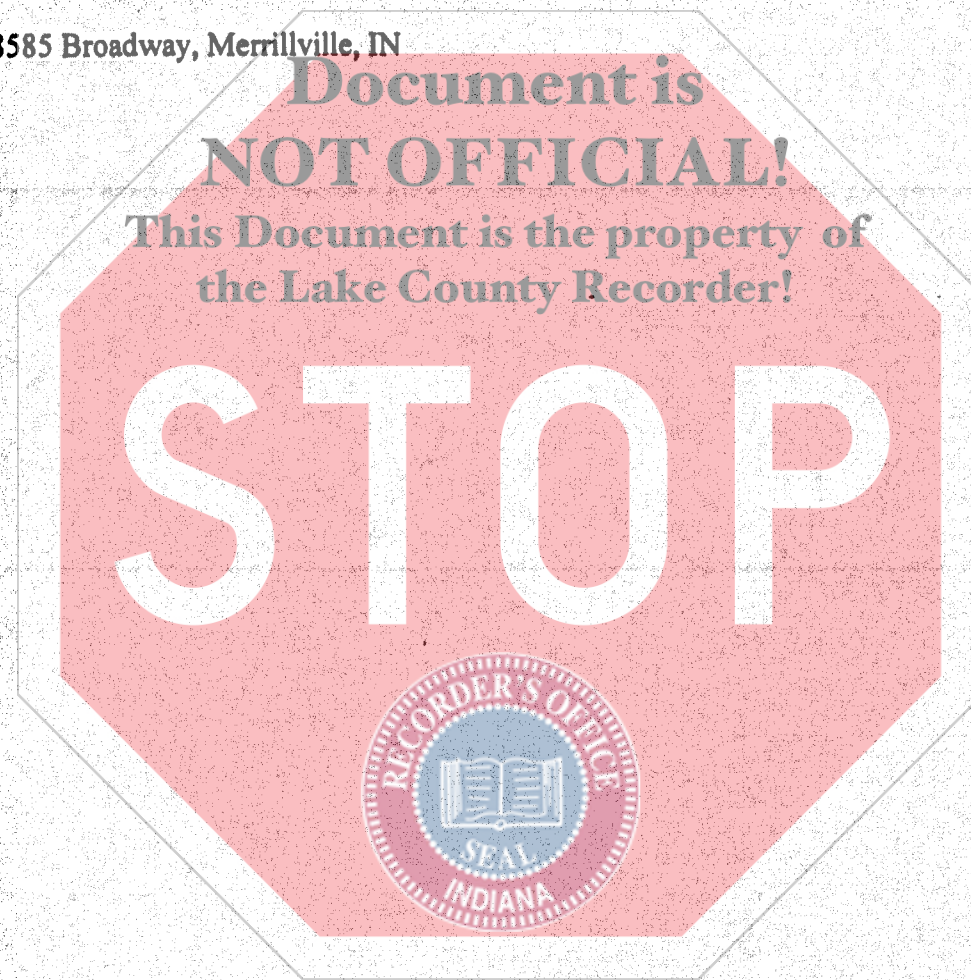 8585 Broadway, Merrillville, IN
Document is
NOT OFFICIAL!
This Document is the property of
the Lake County Recorder!
STOP
RECORDER'S OFFICE
SEAL
INDIANA